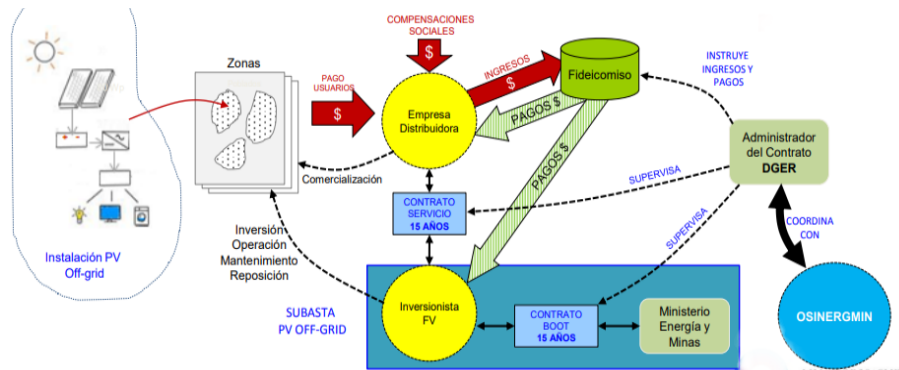 COMPENSACIONES
SOCIALES
$
Zonas
PAGO
USUARIOS
$
INGRESOS
$
Fideicomiso
INSTRUYE
INGRESOS Y
PAGOS
Empresa
Distribuidora
PAGOS $
PAGOS $
Administrador
del Contrato
DGER
Comercialización
SUPERVISA
CONTRATO
SERVICIO
15 AÑOS
SUPERVISA
COORDINA
CON
Instalación PV
Off-grid
Inversión
Operación
Mantenimiento
Reposición
SUBASTA
PV OFF-GRID
Inversionista
FV
CONTRATO
BOOT
15 AÑOS
Ministerio
Energía y
Minas
OSINERGMIN